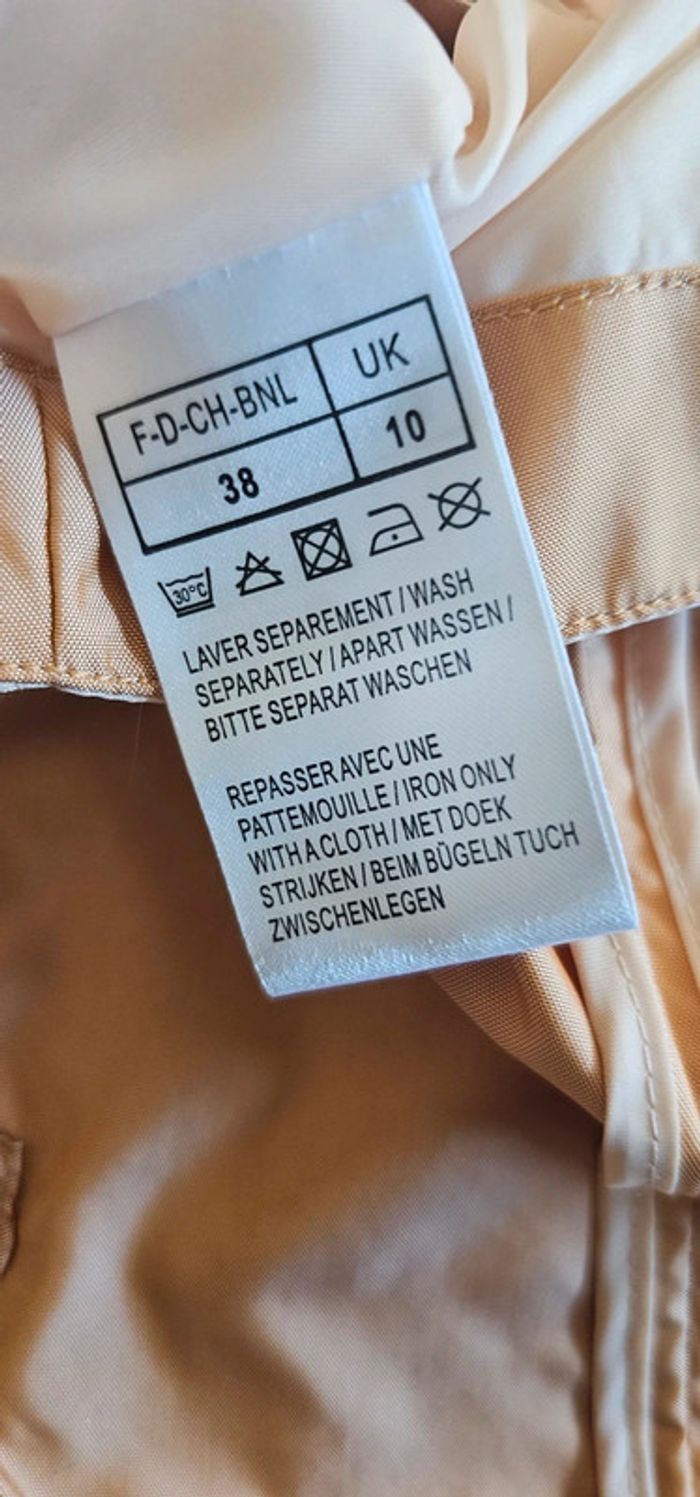 F-D-CH-BNL UK
38 10
30°C
LAVER SEPAREMENT / WASH
SEPARATELY / APART WASSEN /
BITTE SEPARAT WASCHEN
REPASSER AVEC UNE
PATTEMOUILLE / IRON ONLY
WITH A CLOTH / MET DOEK
STRIJKEN / BEIM BÜGELN TUCH
ZWISCHENLEGEN